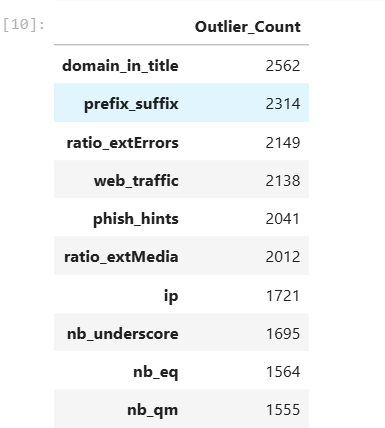 [10]:
Outlier_Count
domain_in_title 2562
prefix_suffix 2314
ratio_extErrors 2149
web_traffic 2138
phish_hints 2041
ratio_extMedia 2012
ip 1721
nb_underscore 1695
nb_eq 1564
nb_qm 1555